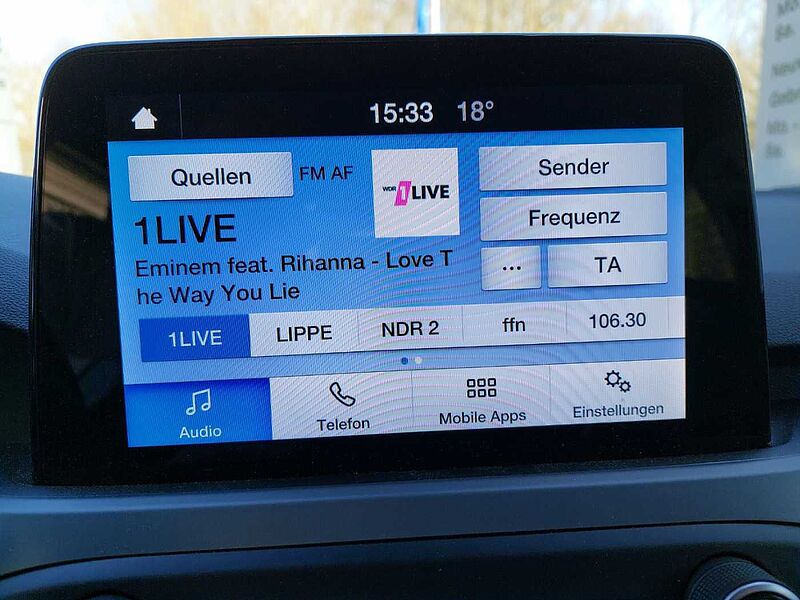 15:33 18°
Quellen FM AF
WDR 1LIVE
Sender
1LIVE
Frequenz
Eminem feat. Rihanna - Love T
he Way You Lie
... TA
1LIVE LIPPE NDR 2 ffn 106.30
Audio Telefon Mobile Apps Einstellungen